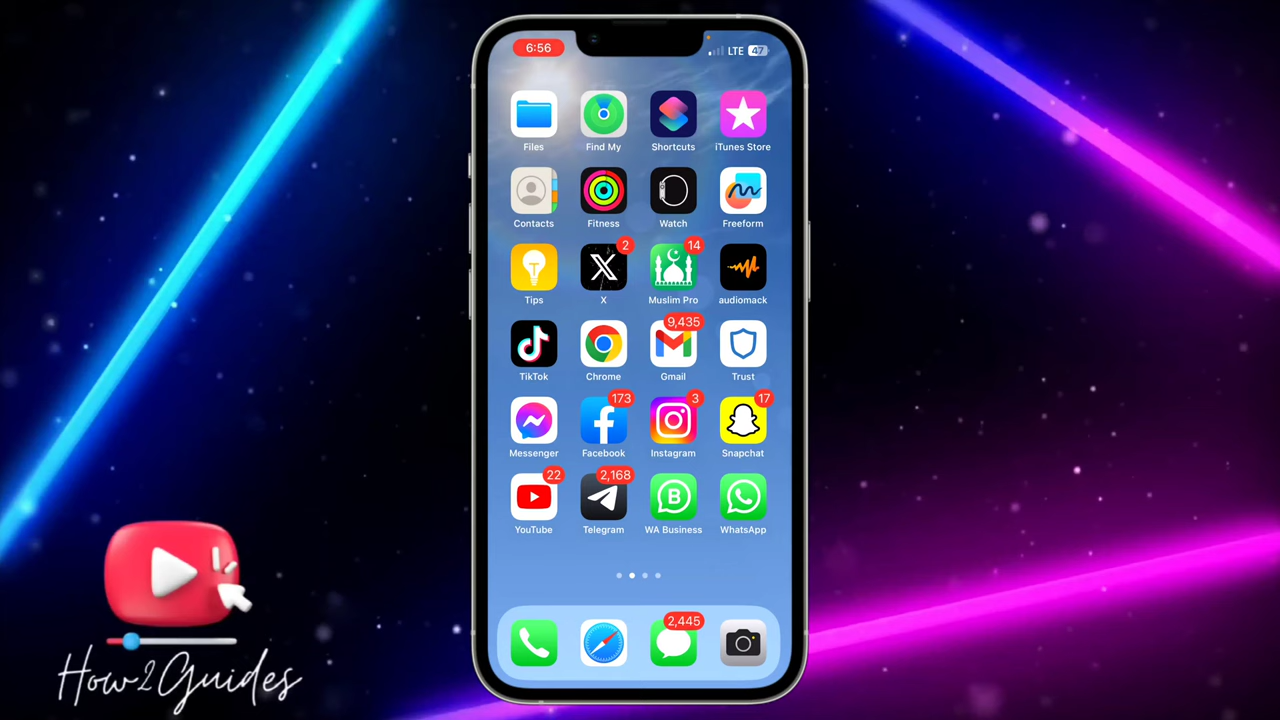 6:56 LTE 47
Files Find My Shortcuts iTunes Store
Contacts Fitness Watch Freeform
2 14
Tips X Muslim Pro audiomack
9,435
TikTok Chrome Gmail Trust
173 3 17
Messenger Facebook Instagram Snapchat
22 2,168
YouTube Telegram WA Business WhatsApp
2,445
How2Guides